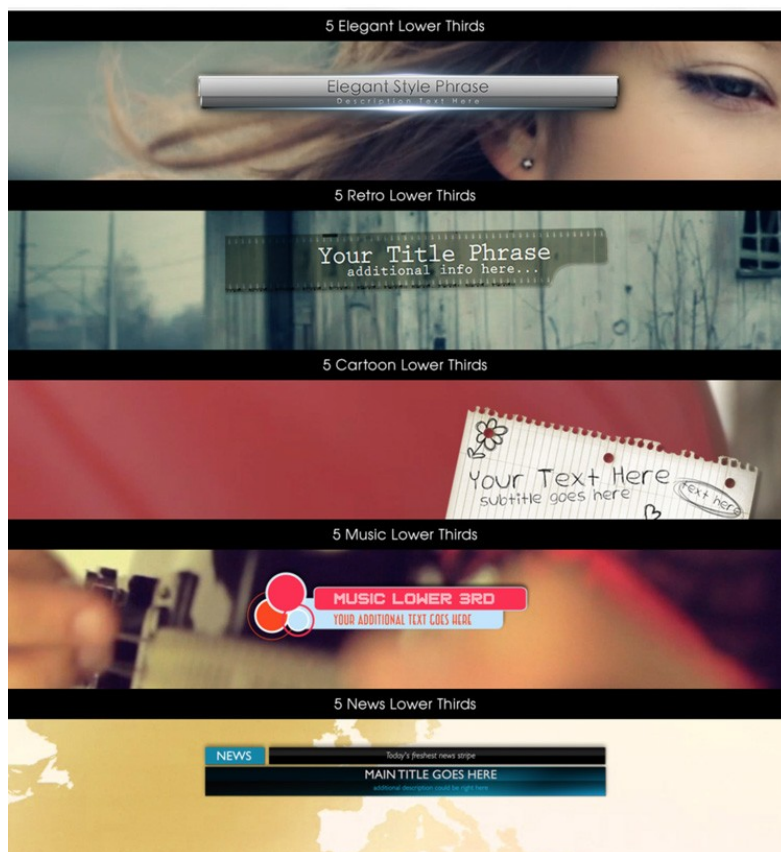 5 Elegant Lower Thirds
Elegant Style Phrase
Description Text Here
5 Retro Lower Thirds
Your Title Phrase
additional info here...
5 Cartoon Lower Thirds
Your Text Here
subtitle goes here
text here
5 Music Lower Thirds
MUSIC LOWER 3RD
YOUR ADDITIONAL TEXT GOES HERE
5 News Lower Thirds
NEWS
Today's freshest news stripe
MAIN TITLE GOES HERE
additional description could be right here